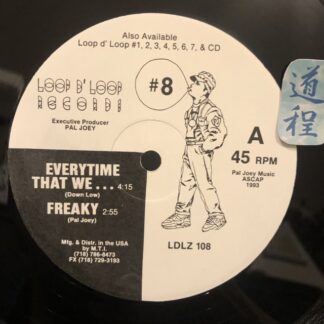 Also Available
Loop d' Loop #1, 2, 3, 4, 5, 6, 7, & CD
LOOP D' LOOP
RECORDS
#8
Executive Producer
PAL JOEY
道程
A
45 RPM
Pal Joey Music
ASCAP
1993
EVERYTIME
THAT WE . . . 4:15
(Down Low)
FREAKY 2:55
(Pal Joey)
LDLZ 108
Mfg. & Distr. in the USA
by M.T.I.
(718) 786-8473
FX (718) 729-3193